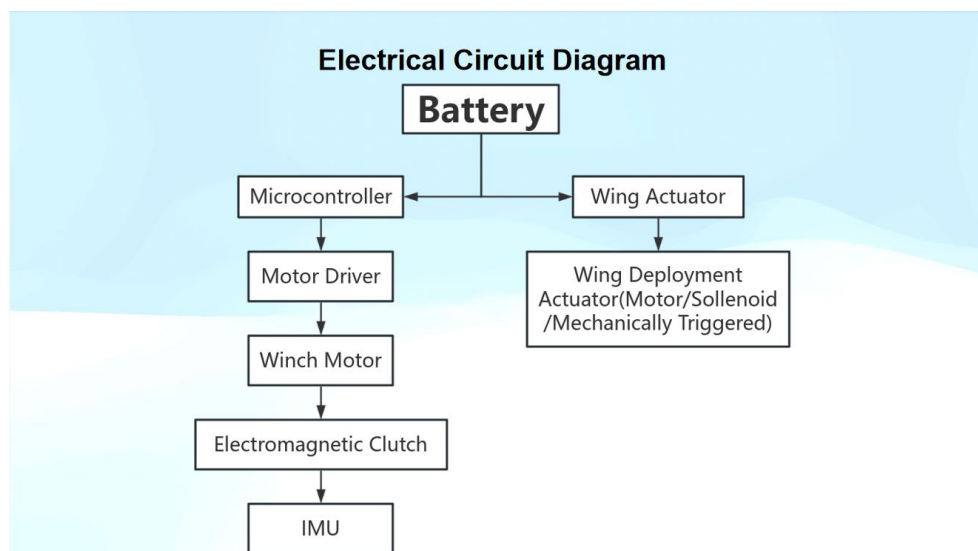 Electrical Circuit Diagram
Battery
Microcontroller
Wing Actuator
Motor Driver
Wing Deployment
Actuator(Motor/Sollenoid
/Mechanically Triggered)
Winch Motor
Electromagnetic Clutch
IMU